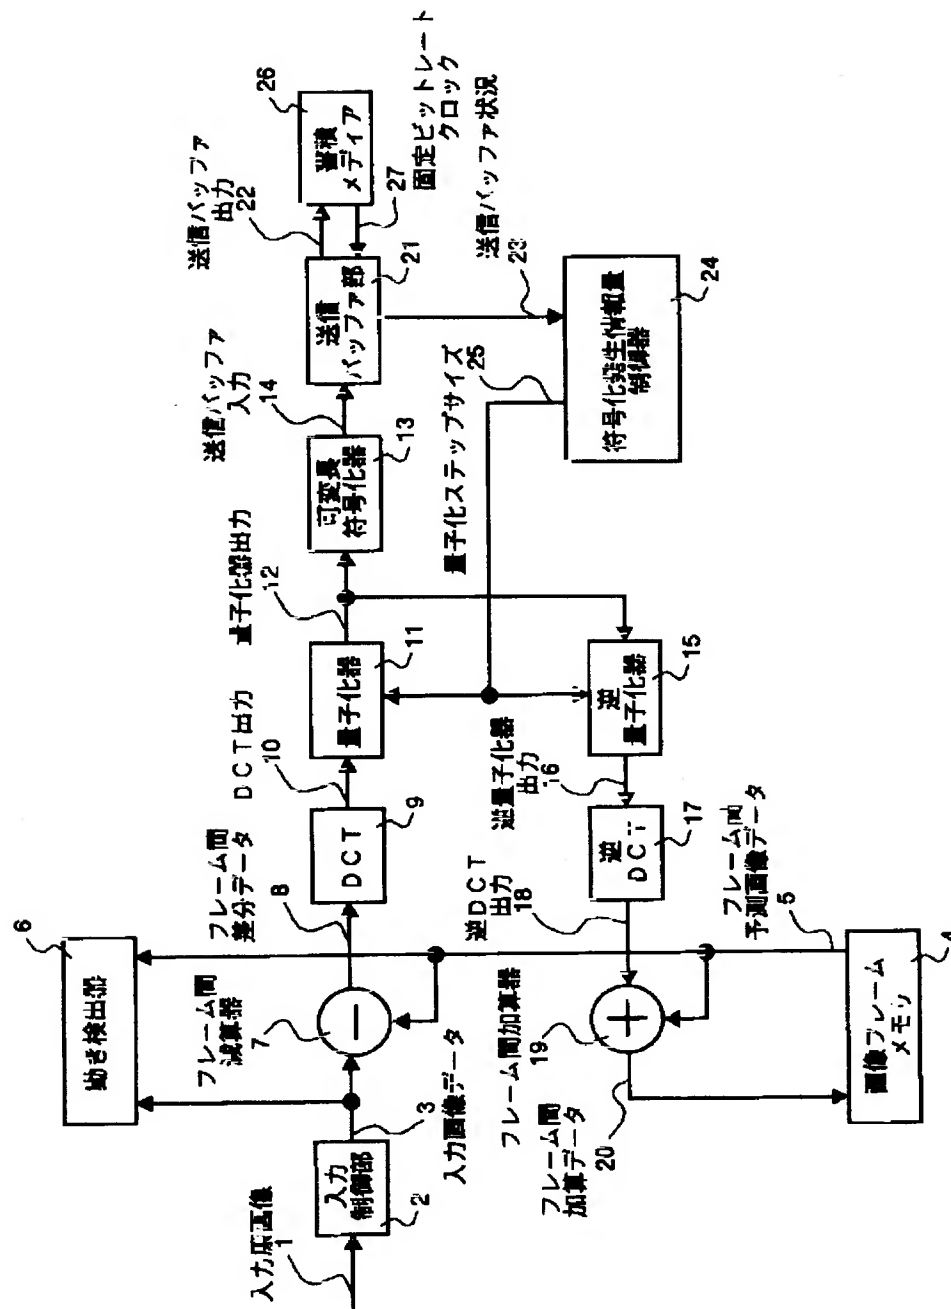 入力原画像
1
入力
制御部
2
3
入力画像データ
動き検出器
6
フレーム間
減算器
7
フレーム間
差分データ
8
DCT
9
DCT出力
10
量子化器
11
量子化器出力
12
可変長
符号化器
13
送信バッファ
入力
14
送信
バッファ部
21
送信バッファ
出力
22
蓄積
メディア
26
27
固定ビットレート
クロック
送信バッファ状況
23
符号化発生情報量
制御器
24
量子化ステップサイズ
25
逆
量子化器
15
逆量子化器
出力
16
逆
DCT
17
逆DCT
出力
18
フレーム間加算器
19
フレーム間
加算データ
20
フレーム間
予測画像データ
5
画像フレーム
メモリ
4